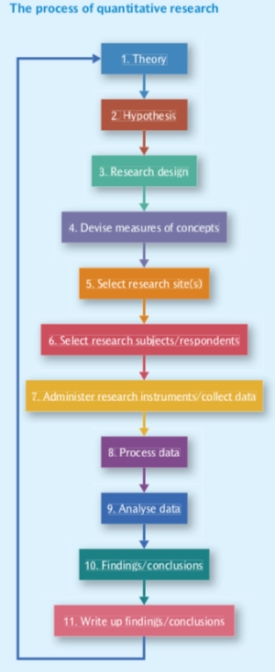 The process of quantitative research
1. Theory
2. Hypothesis
3. Research design
4. Devise measures of concepts
5. Select research site(s)
6. Select research subjects/respondents
7. Administer research instruments/collect data
8. Process data
9. Analyse data
10. Findings/conclusions
11. Write up findings/conclusions